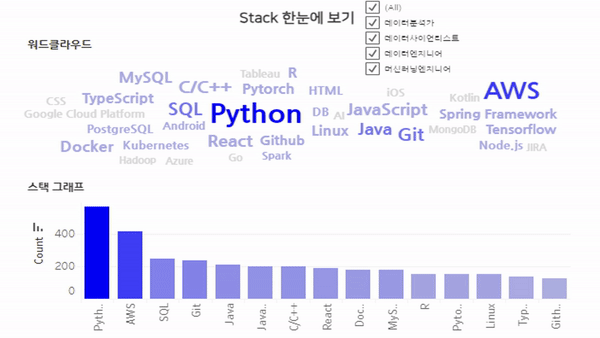 Stack 한눈에 보기
(All)
데이터분석가
데이터사이언티스트
데이터엔지니어
머신러닝엔지니어
워드클라우드
MySQL C/C++ Tableau R iOS AWS
CSS TypeScript Pytorch HTML Kotlin
Google Cloud Platform SQL Python DB AI JavaScript Spring Framework
PostgreSQL Android Linux Java Git MongoDB Tensorflow
Docker Kubernetes React Github Node.js JIRA
Hadoop Azure Go Spark
스택 그래프
Count
400
200
0
Pyth..
AWS
SQL
Git
Java
Java..
C/C++
React
Doc..
MyS..
R
Pyto..
Linux
Typ..
Gith..